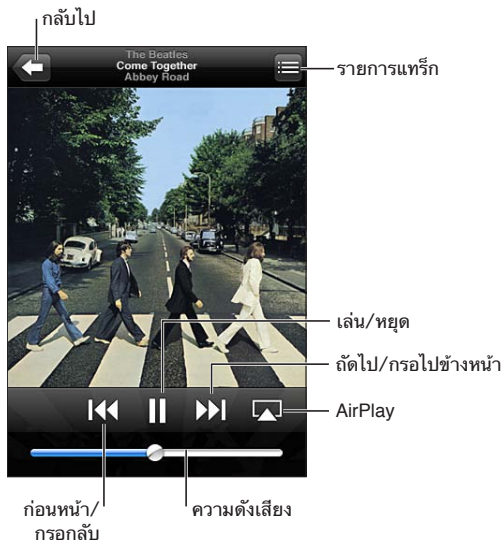 กลับไป
The Beatles
Come Together
Abbey Road
รายการแทร็ก
เล่น/หยุด
ถัดไป/กรอไปข้างหน้า
AirPlay
ก่อนหน้า/
กรอกลับ
ความดังเสียง